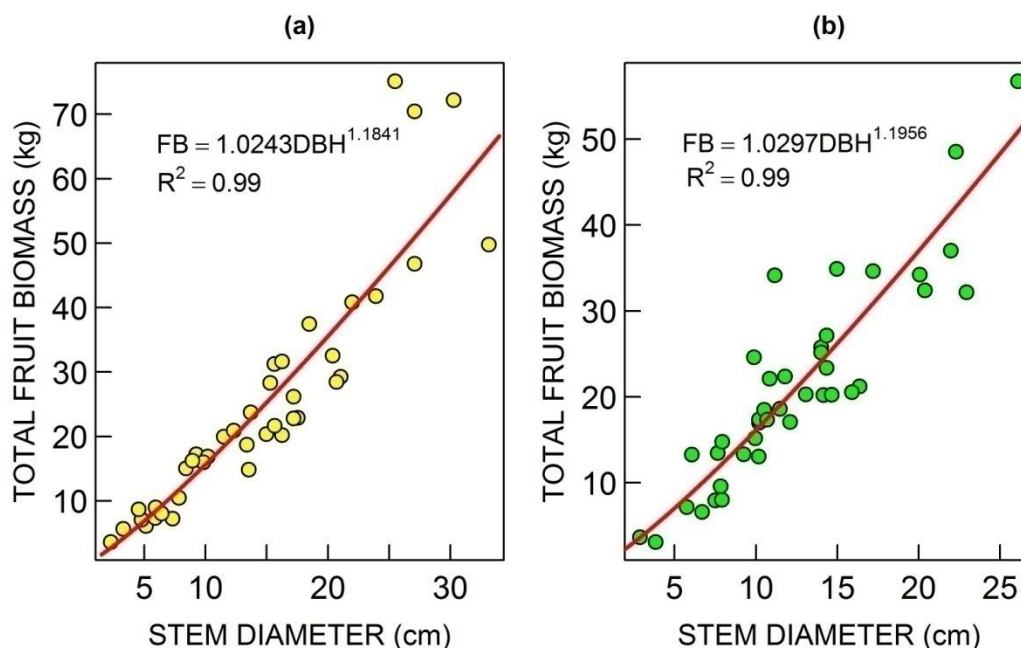 (a)
TOTAL FRUIT BIOMASS (kg)
70
60
50
40
30
20
10
FB = 1.0243DBH^1.1841
R² = 0.99
5 10 20 30
STEM DIAMETER (cm)
(b)
TOTAL FRUIT BIOMASS (kg)
50
40
30
20
10
FB = 1.0297DBH^1.1956
R² = 0.99
5 10 15 20 25
STEM DIAMETER (cm)